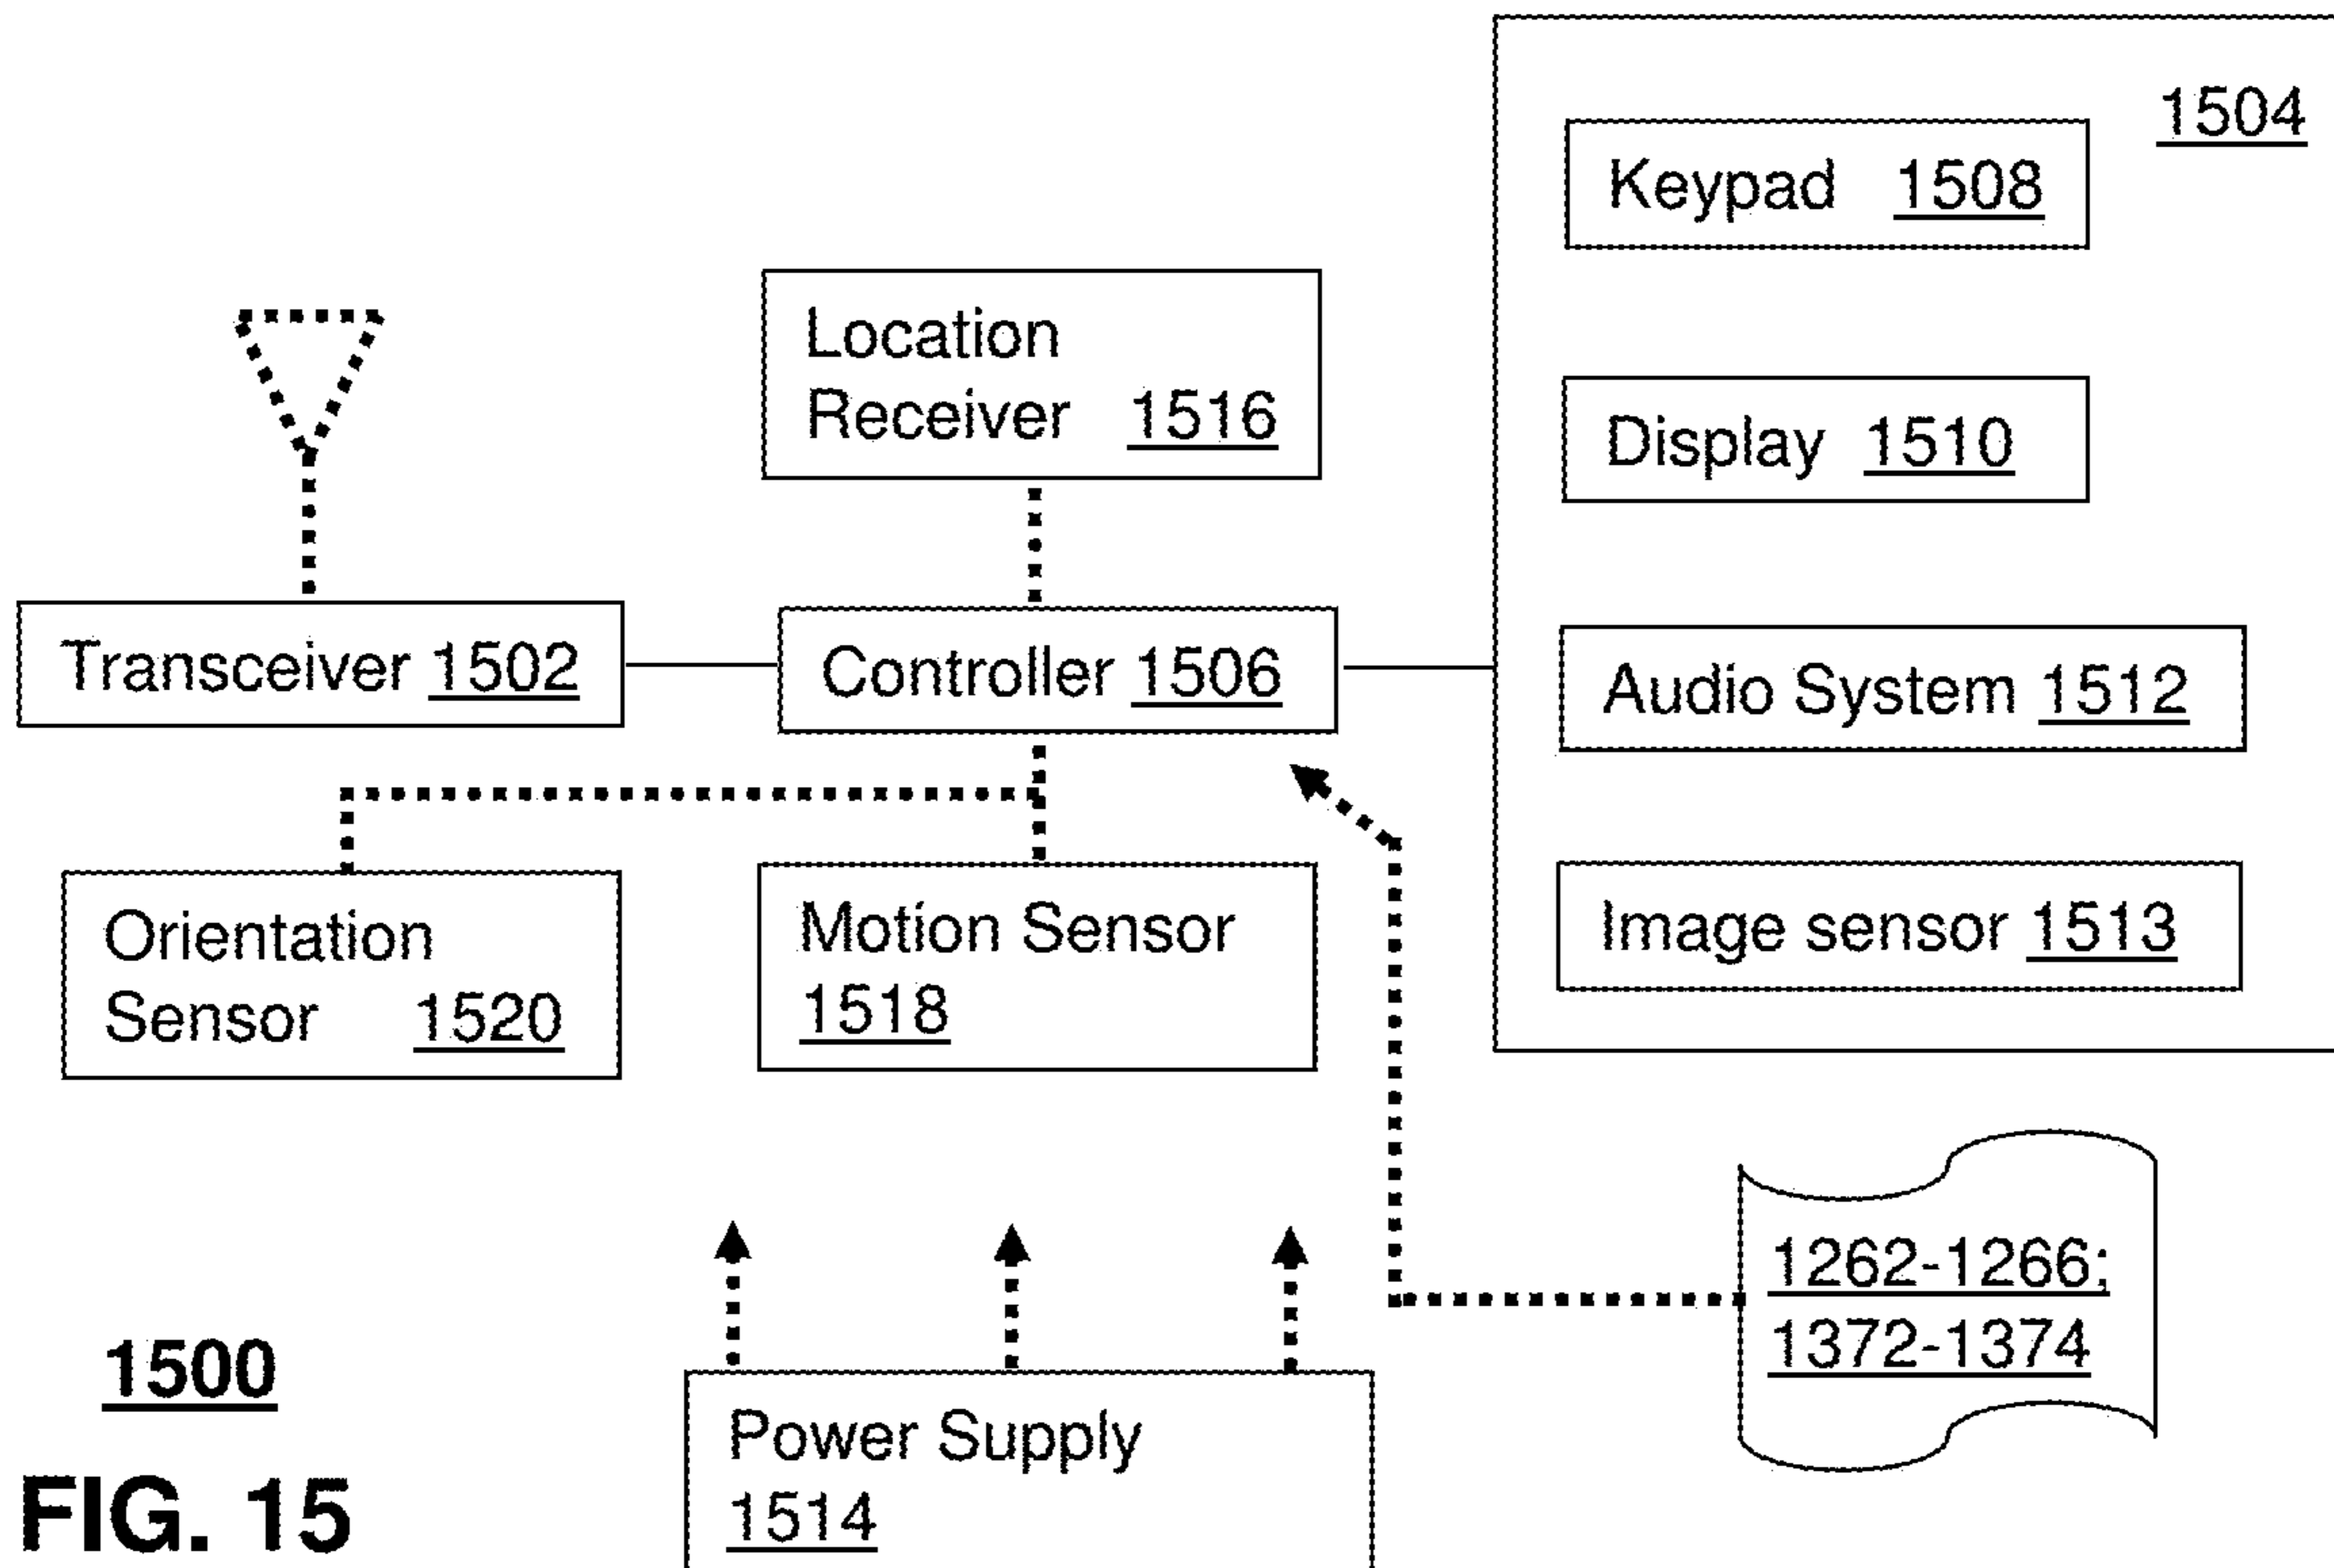 1504
Keypad 1508
Location
Receiver 1516
Display 1510
Transceiver 1502
Controller 1506
Audio System 1512
Orientation
Sensor 1520
Motion Sensor
1518
Image sensor 1513
1262-1266;
1372-1374
Power Supply
1514
1500
FIG. 15